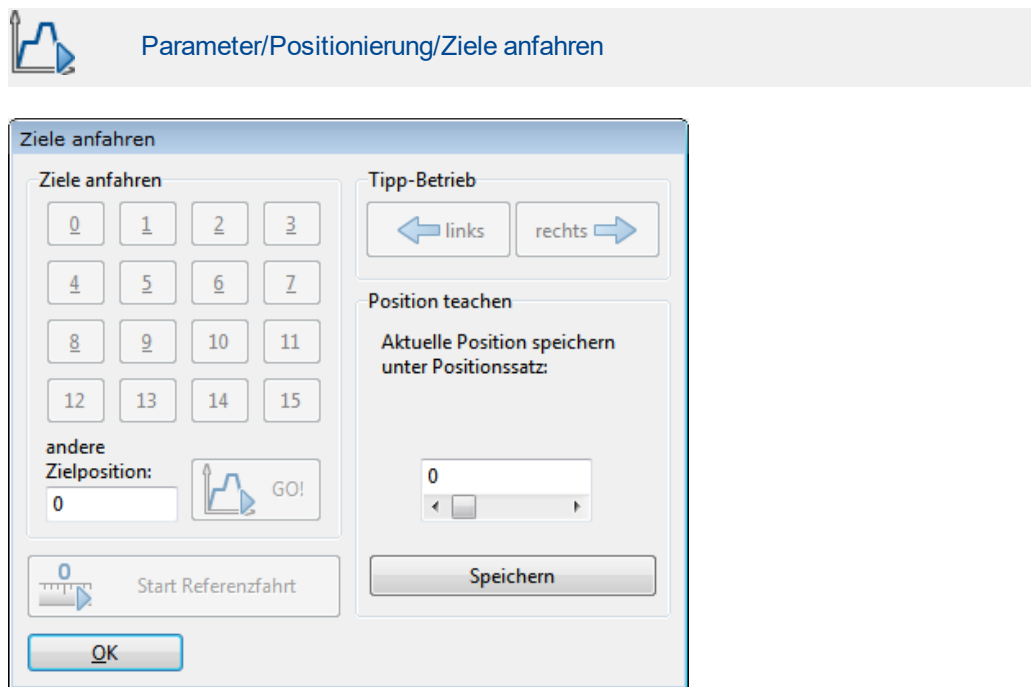 Parameter/Positionierung/Ziele anfahren
Ziele anfahren
Ziele anfahren
0 1 2 3
4 5 6 7
8 9 10 11
12 13 14 15
andere
Zielposition:
0
GO!
0
Start Referenzfahrt
OK
Tipp-Betrieb
links rechts
Position teachen
Aktuelle Position speichern
unter Positionssatz:
0
Speichern